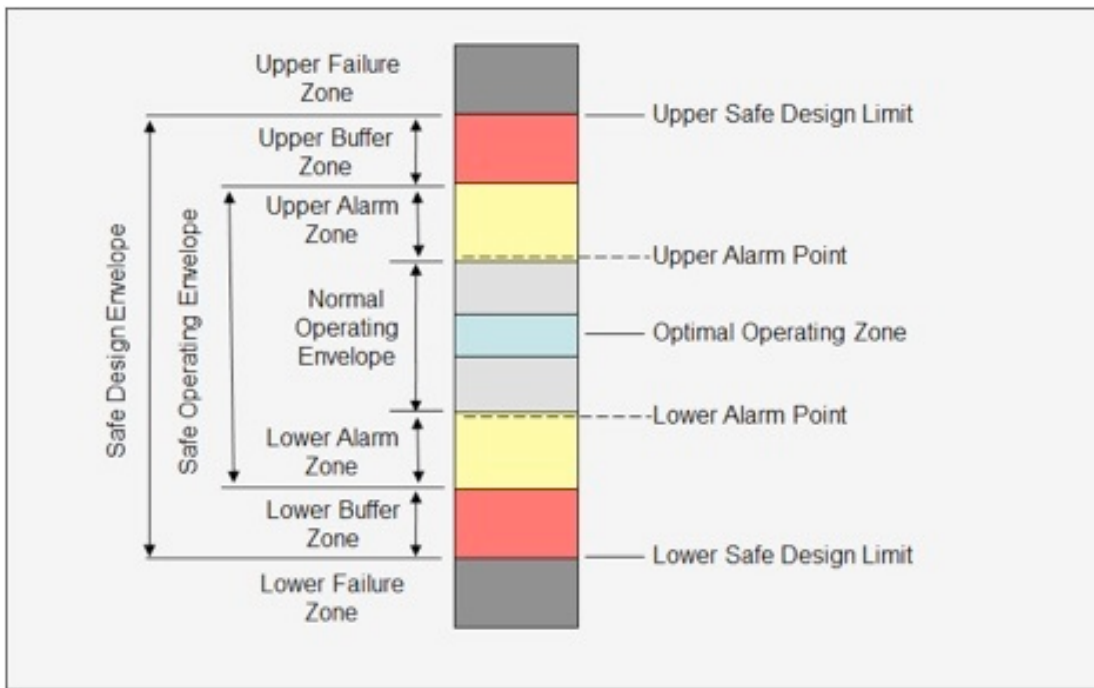 Upper Failure
Zone
Upper Safe Design Limit
Upper Buffer
Zone
Upper Alarm
Zone
Upper Alarm Point
Safe Design Envelope
Safe Operating Envelope
Normal
Operating
Envelope
Optimal Operating Zone
Lower Alarm Point
Lower Alarm
Zone
Lower Buffer
Zone
Lower Safe Design Limit
Lower Failure
Zone